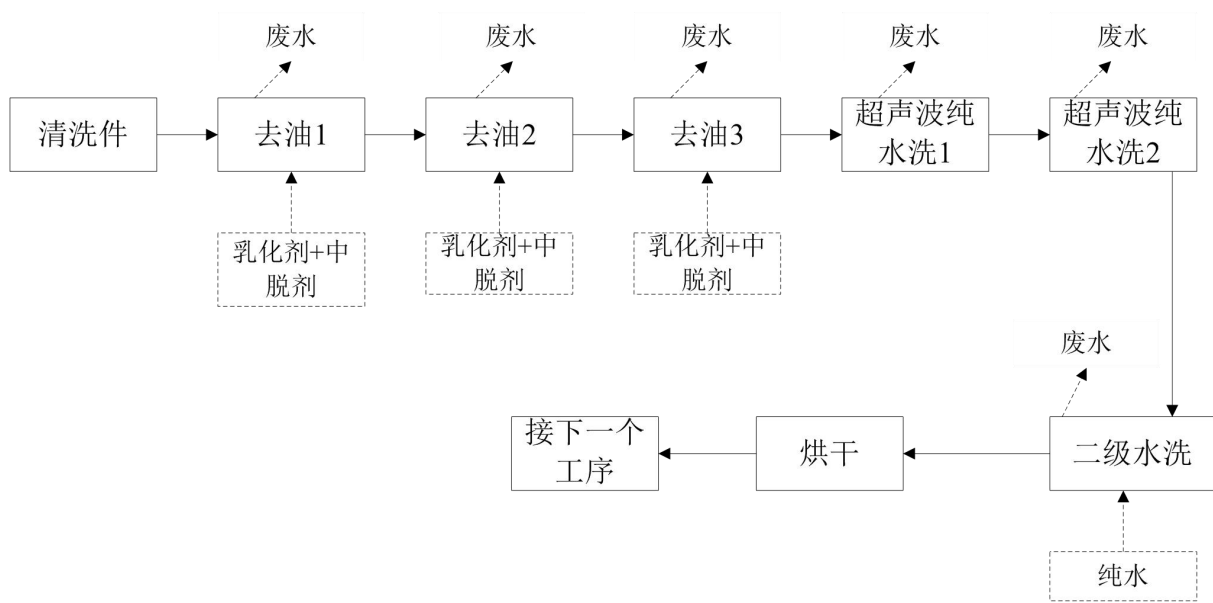 废水
废水
废水
废水
废水
清洗件
去油1
去油2
去油3
超声波纯
水洗1
超声波纯
水洗2
乳化剂+中
脱剂
乳化剂+中
脱剂
乳化剂+中
脱剂
废水
接下一个
工序
烘干
二级水洗
纯水